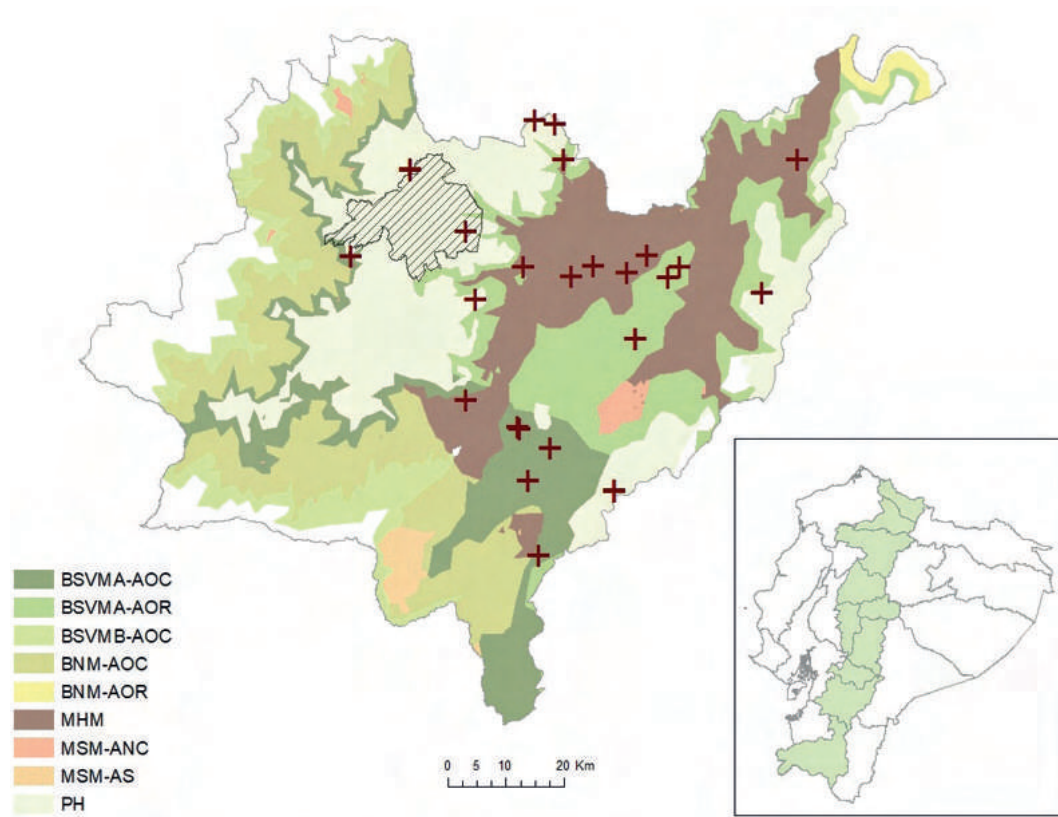 BSVMA-AOC
BSVMA-AOR
BSVMB-AOC
BNM-AOC
BNM-AOR
MHM
MSM-ANC
MSM-AS
PH
0 5 10 20 Km